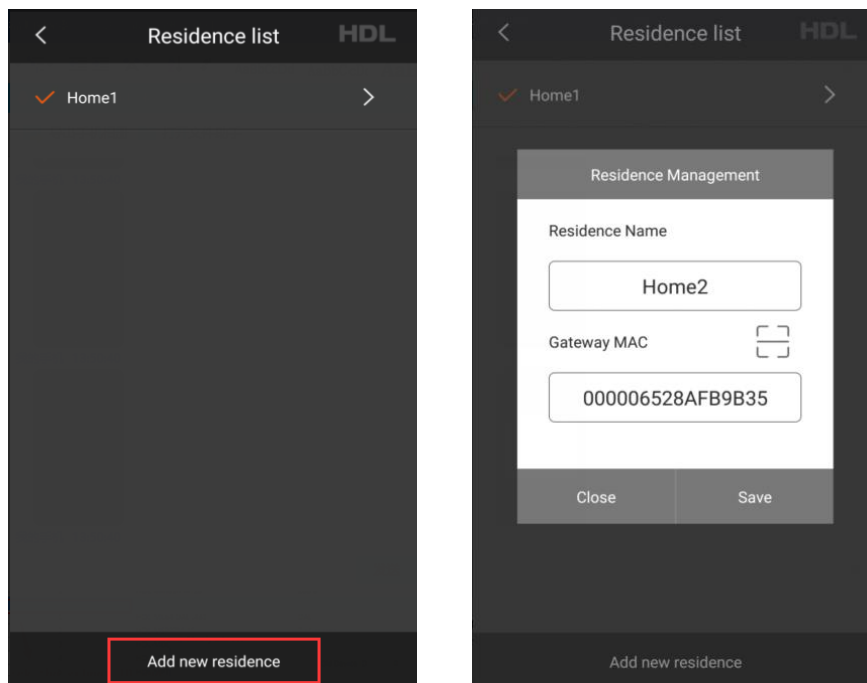 Residence list HDL
Home1
Add new residence
Residence list HDL
Home1
Residence Management
Residence Name
Home2
Gateway MAC
000006528AFB9B35
Close Save
Add new residence